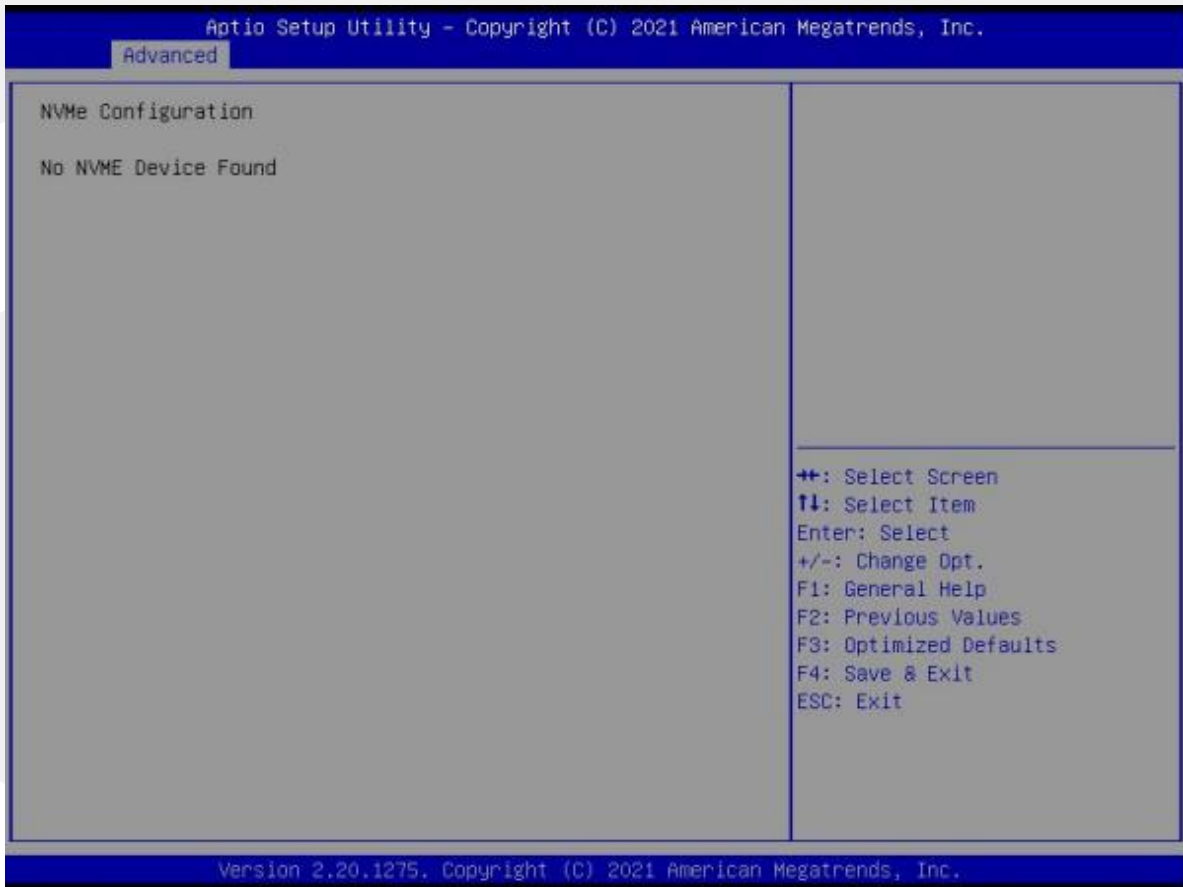 Aptio Setup Utility – Copyright (C) 2021 American Megatrends, Inc.
Advanced
NVMe Configuration
No NVME Device Found
→←: Select Screen
↑↓: Select Item
Enter: Select
+/-: Change Opt.
F1: General Help
F2: Previous Values
F3: Optimized Defaults
F4: Save & Exit
ESC: Exit
Version 2.20.1275. Copyright (C) 2021 American Megatrends, Inc.